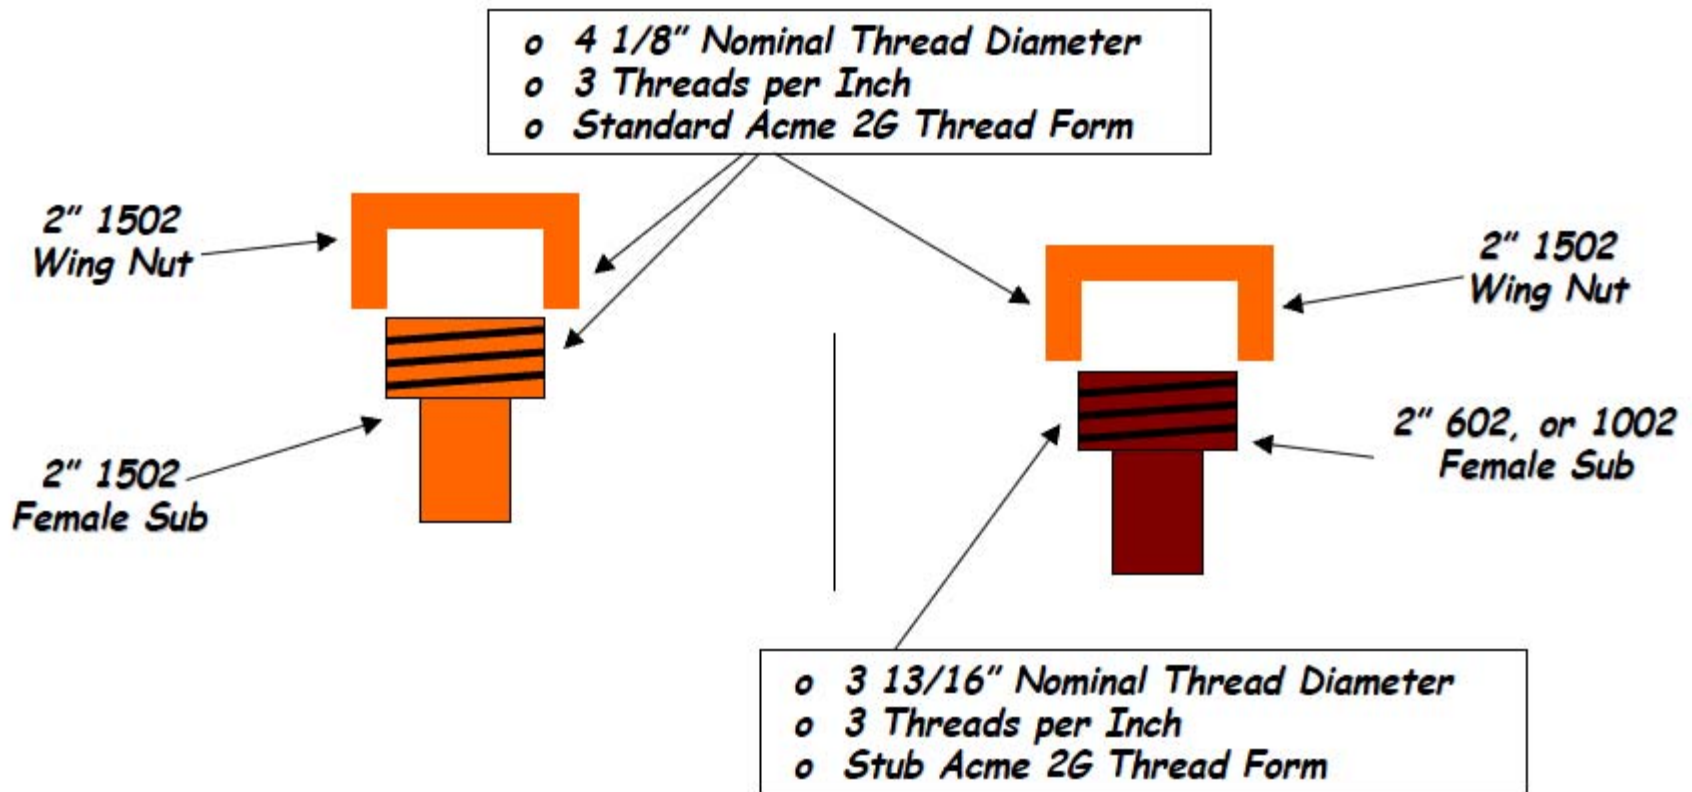 o 4 1/8" Nominal Thread Diameter
o 3 Threads per Inch
o Standard Acme 2G Thread Form
2" 1502
Wing Nut
2" 1502
Female Sub
2" 1502
Wing Nut
2" 602, or 1002
Female Sub
o 3 13/16" Nominal Thread Diameter
o 3 Threads per Inch
o Stub Acme 2G Thread Form